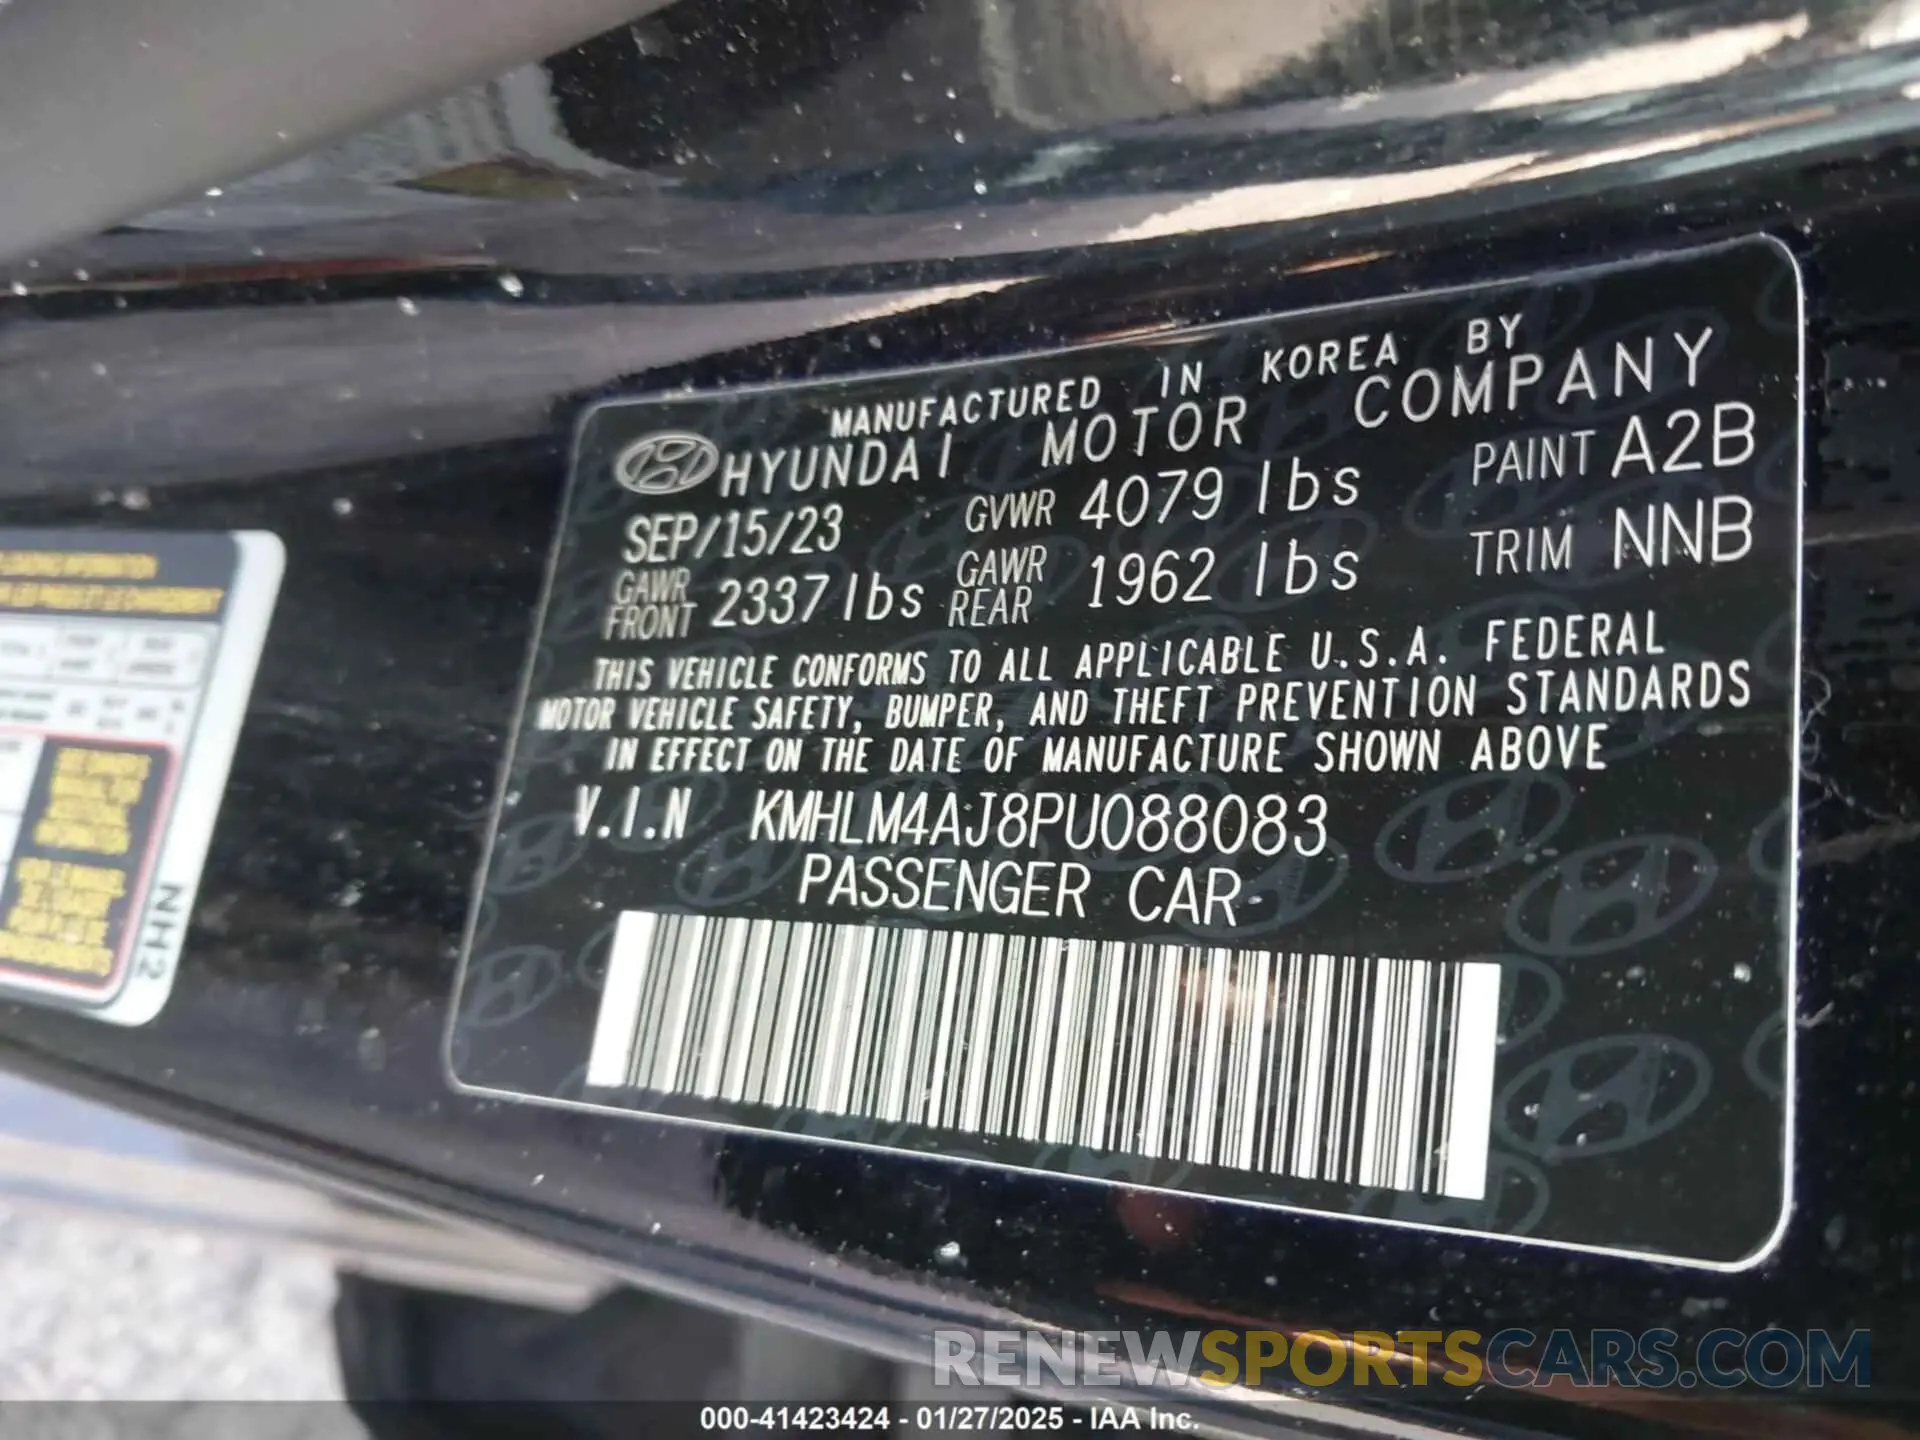 MANUFACTURED IN KOREA BY
HYUNDAI MOTOR COMPANY
SEP/15/23 GVWR 4079 lbs PAINT A2B
GAWR FRONT 2337 lbs GAWR REAR 1962 lbs TRIM NNB
THIS VEHICLE CONFORMS TO ALL APPLICABLE U.S.A. FEDERAL
MOTOR VEHICLE SAFETY, BUMPER, AND THEFT PREVENTION STANDARDS
IN EFFECT ON THE DATE OF MANUFACTURE SHOWN ABOVE
V.I.N KMHLM4AJ8PU088083
PASSENGER CAR
NH2
RENEWSPORTSCARS.COM
000-41423424 - 01/27/2025 - IAA Inc.